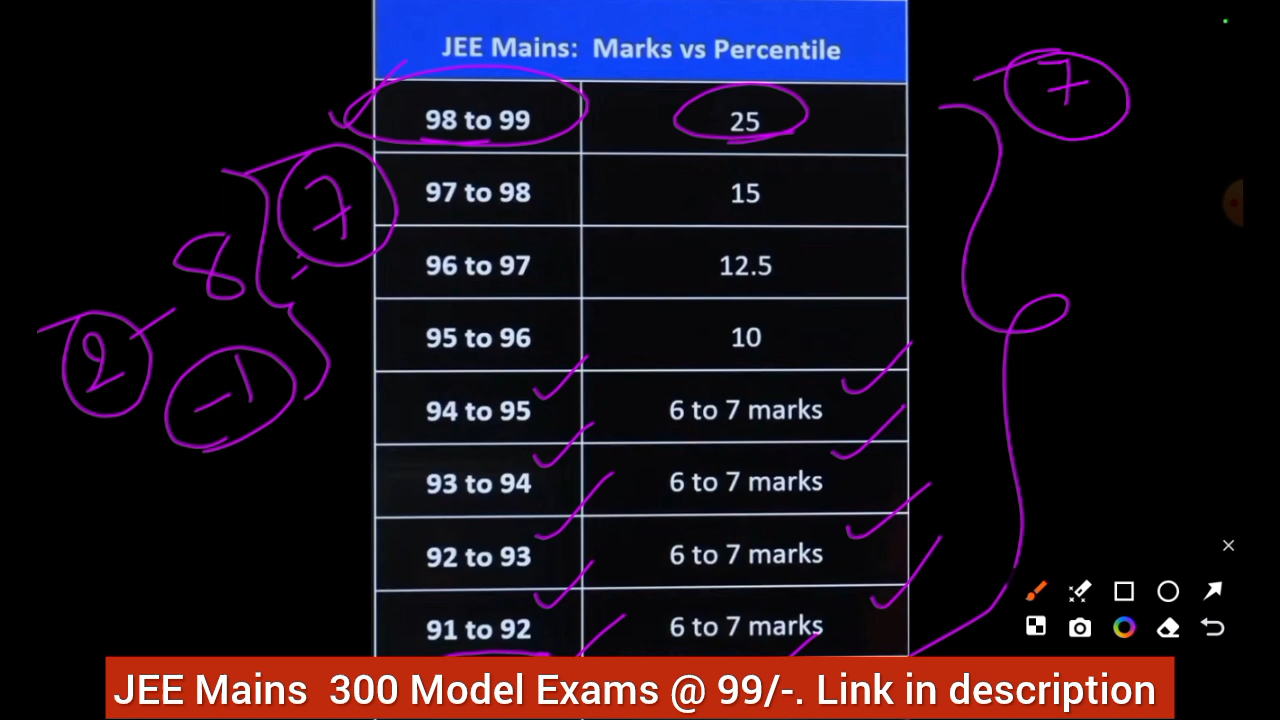 JEE Mains: Marks vs Percentile
7
98 to 99 25
7
97 to 98 15
8
96 to 97 12.5
2
95 to 96 10
-1
94 to 95 6 to 7 marks
93 to 94 6 to 7 marks
92 to 93 6 to 7 marks
91 to 92 6 to 7 marks
JEE Mains 300 Model Exams @ 99/-. Link in description